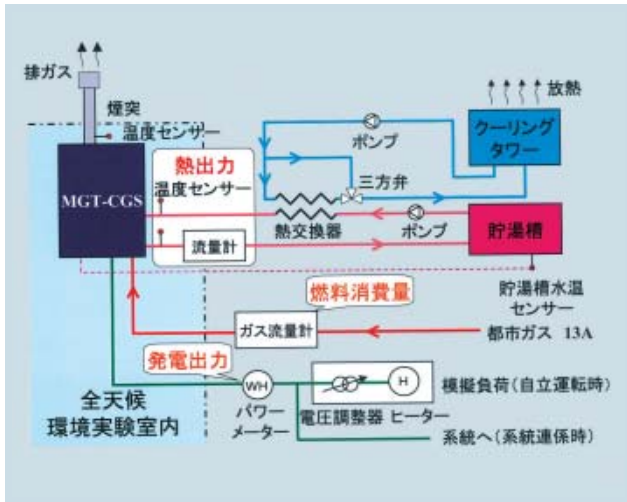 排ガス
煙突
温度センサー
放熱
クーリング
タワー
ポンプ
三方弁
熱出力
温度センサー
MGT-CGS
流量計
熱交換器
ポンプ
貯湯槽
貯湯槽水温
センサー
燃料消費量
ガス流量計
都市ガス 13A
発電出力
WH
パワー
メーター
電圧調整器
H
ヒーター
模擬負荷(自立運転時)
系統へ(系統連係時)
全天候
環境実験室内